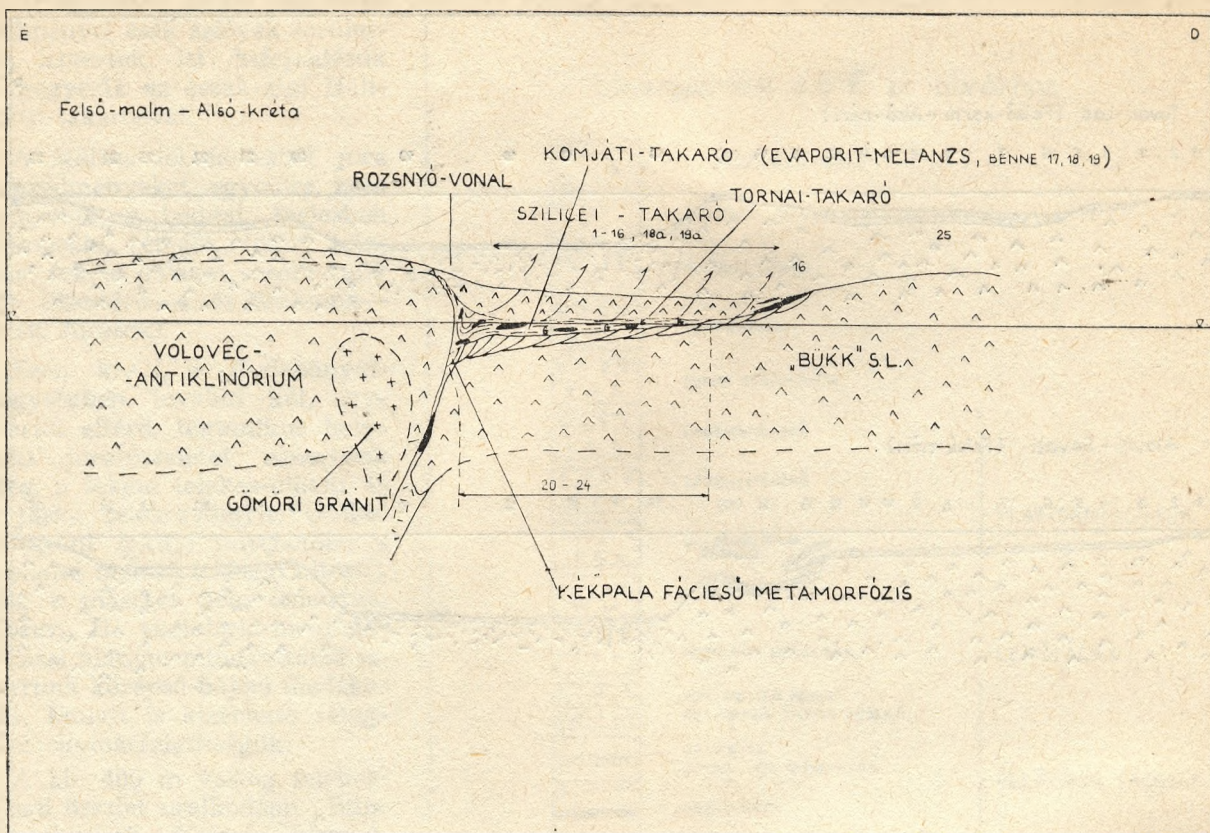 É
D
Felső-malm – Alsó-kréta
KOMJÁTI-TAKARÓ (EVAPORIT-MELANZS, BENNE 17, 18, 19)
ROZSNYÓ-VONAL
TORNAI-TAKARÓ
SZILICEI - TAKARÓ
1-16, 18a, 19a
25
16
VOLOVEC-
-ANTIKLINÓRIUM
„BÜKK" S.L.
GÖMÖRI GRÁNIT
20 - 24
KÉKPALA FÁCIESŰ METAMORFÓZIS